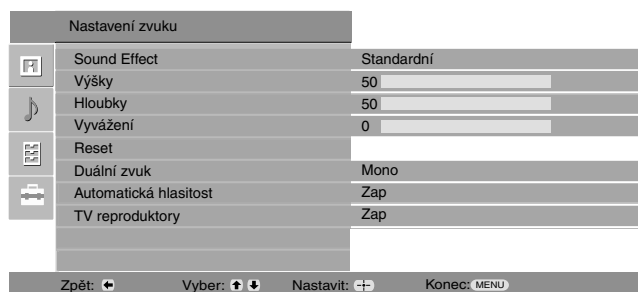 Nastavení zvuku
Sound Effect Standardní
Výšky 50
Hloubky 50
Vyvážení 0
Reset
Duální zvuk Mono
Automatická hlasitost Zap
TV reproduktory Zap
Zpět: Vyber: Nastavit: Konec: MENU